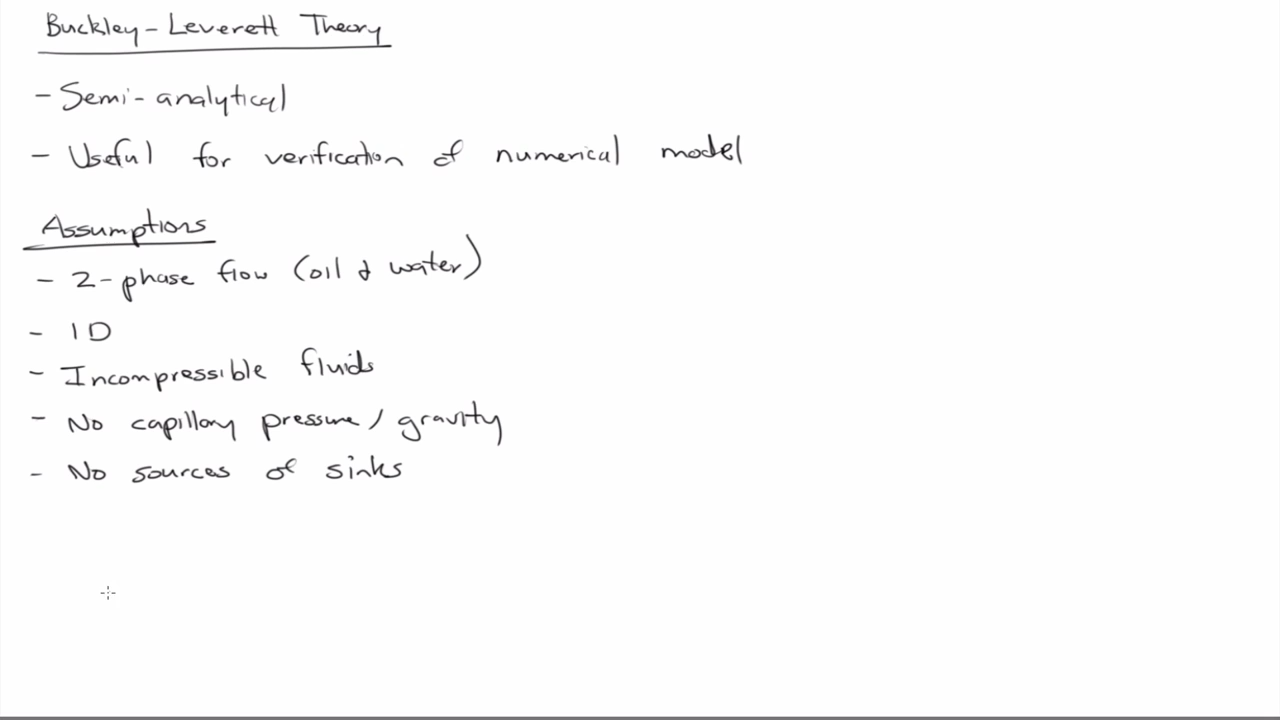 Buckley-Leverett Theory
- Semi-analytical
- Useful for verification of numerical model
Assumptions
- 2-phase flow (oil & water)
- 1D
- Incompressible fluids
- No capillary pressure / gravity
- No sources of sinks